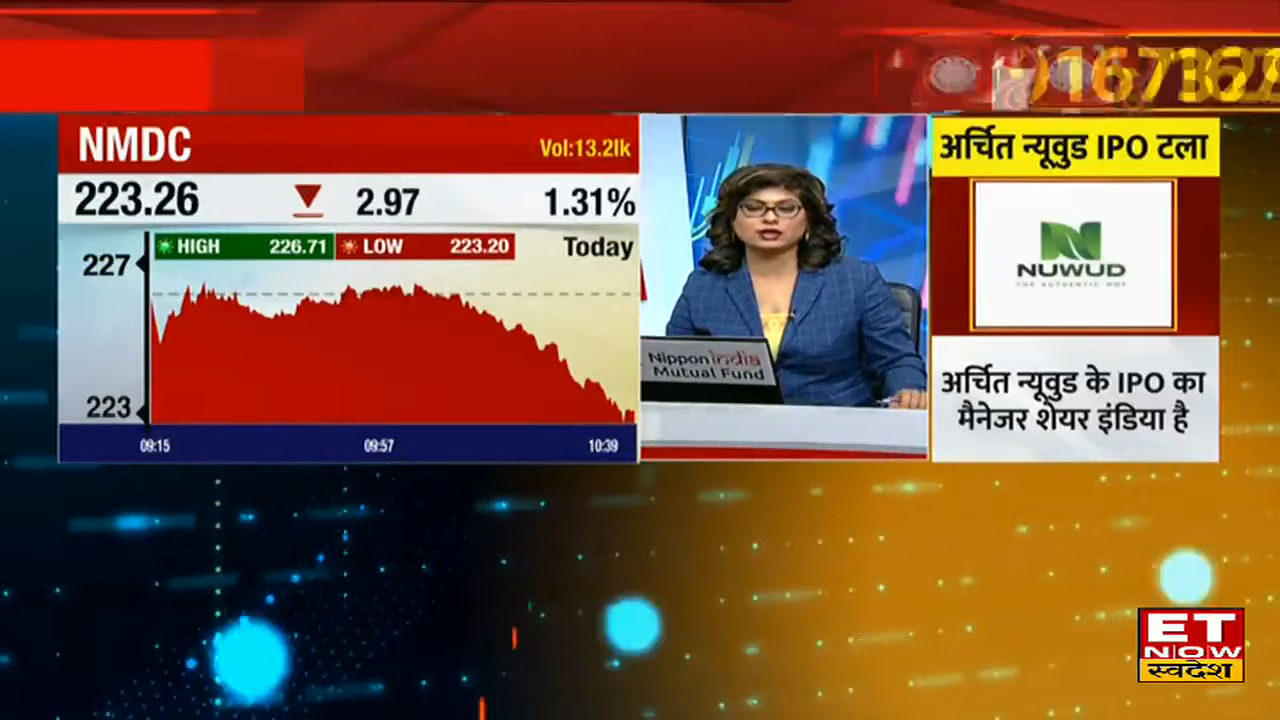 NMDC
Vol:13.2lk
223.26
2.97
1.31%
HIGH 226.71
LOW 223.20
Today
227
223
09:15
09:57
10:39
Nippon india
Mutual Fund
अर्चित न्यूवुड IPO टला
NUWUD
अर्चित न्यूवुड के IPO का
मैनेजर शेयर इंडिया है
ET
NOW
स्वदेश